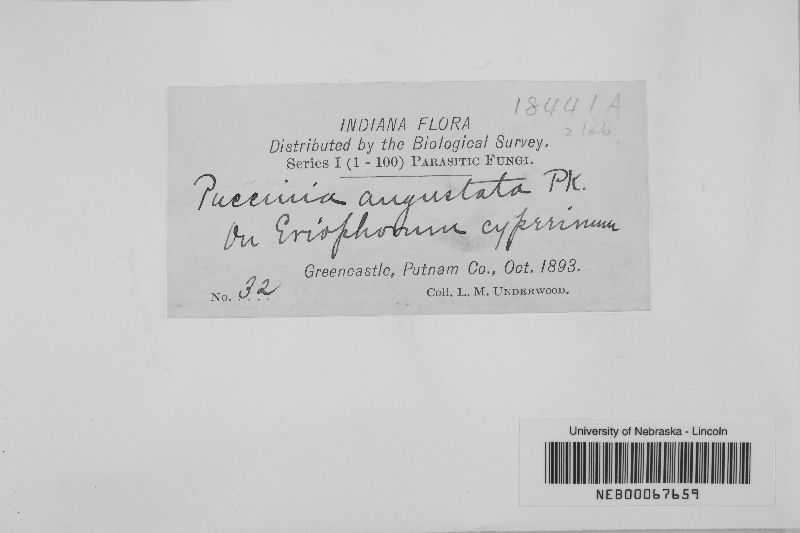 18441A
INDIANA FLORA
Distributed by the Biological Survey.
Series I (1 - 100) PARASITIC FUNGI.
Puccinia angustata PK.
On Eriophorum cyperinum
Greencastle, Putnam Co., Oct. 1893.
No. 32
Coll. L. M. UNDERWOOD.
University of Nebraska - Lincoln
NEB00067659